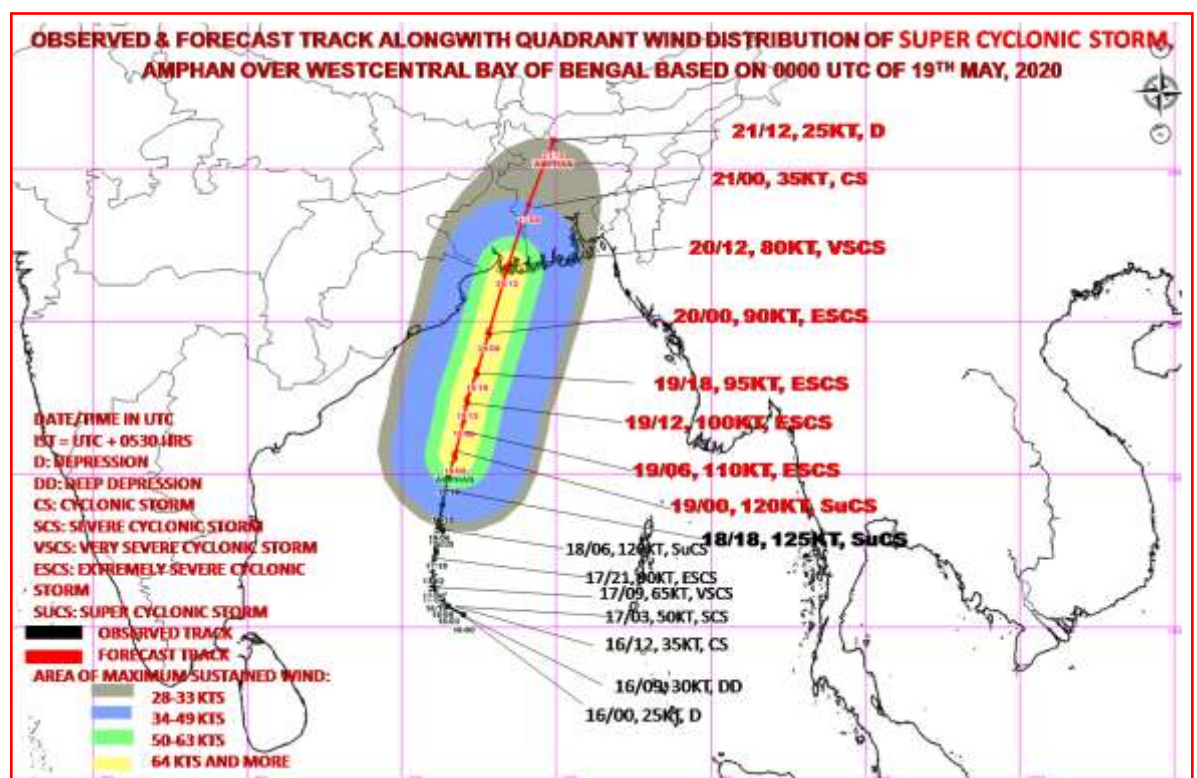 OBSERVED & FORECAST TRACK ALONGWITH QUADRANT WIND DISTRIBUTION OF SUPER CYCLONIC STORM
AMPHAN OVER WESTCENTRAL BAY OF BENGAL BASED ON 0000 UTC OF 19TH MAY, 2020
21/12, 25KT, D
21/00, 35KT, CS
20/12, 80KT, VSCS
20/00, 90KT, ESCS
19/18, 95KT, ESCS
19/12, 100KT, ESCS
19/06, 110KT, ESCS
19/00, 120KT, SuCS
18/18, 125KT, SuCS
18/06, 120KT, SuCS
17/21, 90KT, ESCS
17/09, 65KT, VSCS
17/03, 50KT, SCS
16/12, 35KT, CS
16/09, 30KT, DD
16/00, 25KT, D
AMPHAN
AMPHAN
DATE/TIME IN UTC
IST = UTC + 0530 HRS
D: DEPRESSION
DD: DEEP DEPRESSION
CS: CYCLONIC STORM
SCS: SEVERE CYCLONIC STORM
VSCS: VERY SEVERE CYCLONIC STORM
ESCS: EXTREMELY SEVERE CYCLONIC
STORM
SUCS: SUPER CYCLONIC STORM
OBSERVED TRACK
FORECAST TRACK
AREA OF MAXIMUM SUSTAINED WIND:
28-33 KTS
34-49 KTS
50-63 KTS
64 KTS AND MORE